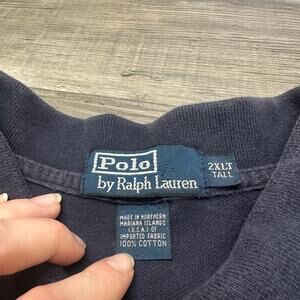 Polo
by Ralph Lauren
2XLT
TALL
MADE IN NORTHERN
MARIANA ISLANDS
(U.S.A.) OF
IMPORTED FABRIC
100% COTTON